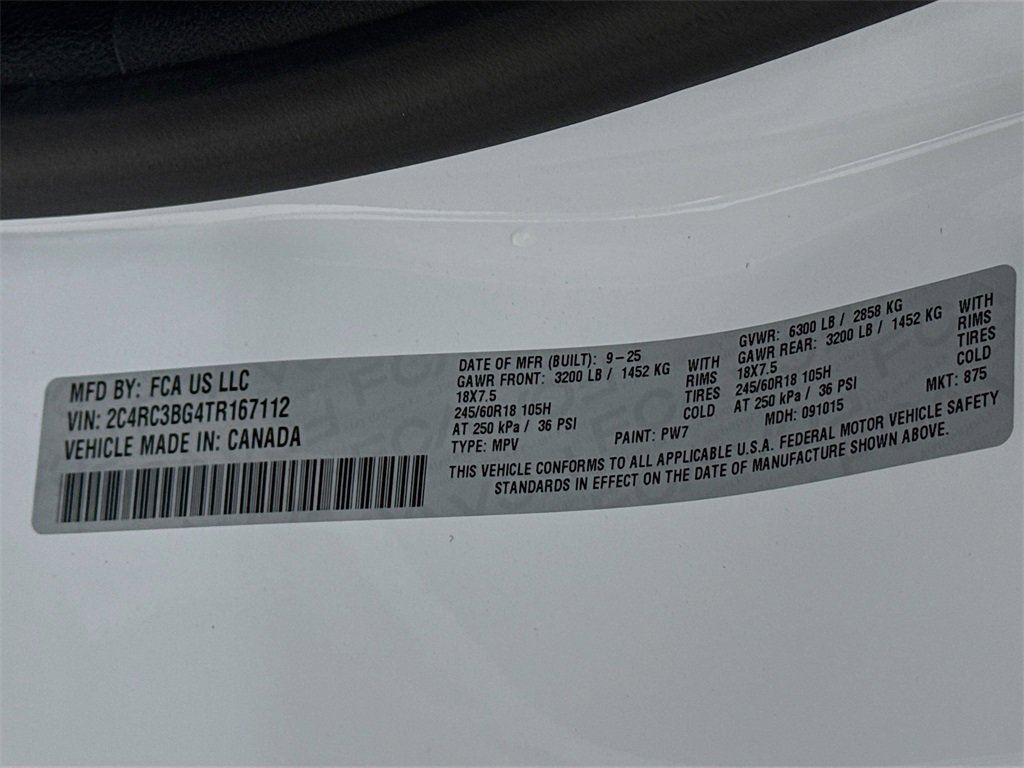 MFD BY: FCA US LLC
VIN: 2C4RC3BG4TR167112
VEHICLE MADE IN: CANADA
DATE OF MFR (BUILT): 9-25
GAWR FRONT: 3200 LB / 1452 KG WITH
18X7.5 RIMS
245/60R18 105H TIRES
AT 250 kPa / 36 PSI COLD
TYPE: MPV
PAINT: PW7
GVWR: 6300 LB / 2858 KG
GAWR REAR: 3200 LB / 1452 KG WITH
18X7.5 RIMS
245/60R18 105H TIRES
AT 250 kPa / 36 PSI COLD
MDH: 091015
MKT: 875
THIS VEHICLE CONFORMS TO ALL APPLICABLE U.S.A. FEDERAL MOTOR VEHICLE SAFETY
STANDARDS IN EFFECT ON THE DATE OF MANUFACTURE SHOWN ABOVE.